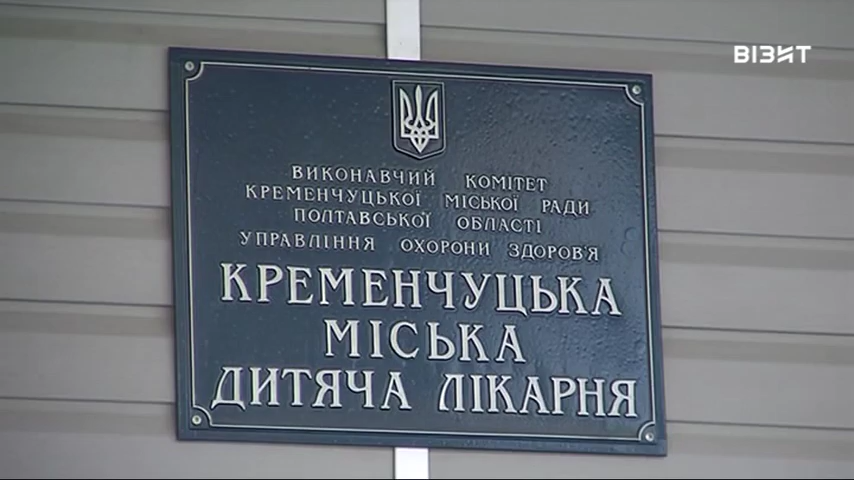 ВІЗИТ
ВИКОНАВЧИЙ КОМІТЕТ
КРЕМЕНЧУЦЬКОЇ МІСЬКОЇ РАДИ
ПОЛТАВСЬКОЇ ОБЛАСТІ
УПРАВЛІННЯ ОХОРОНИ ЗДОРОВ'Я
КРЕМЕНЧУЦЬКА
МІСЬКА
ДИТЯЧА ЛІКАРНЯ